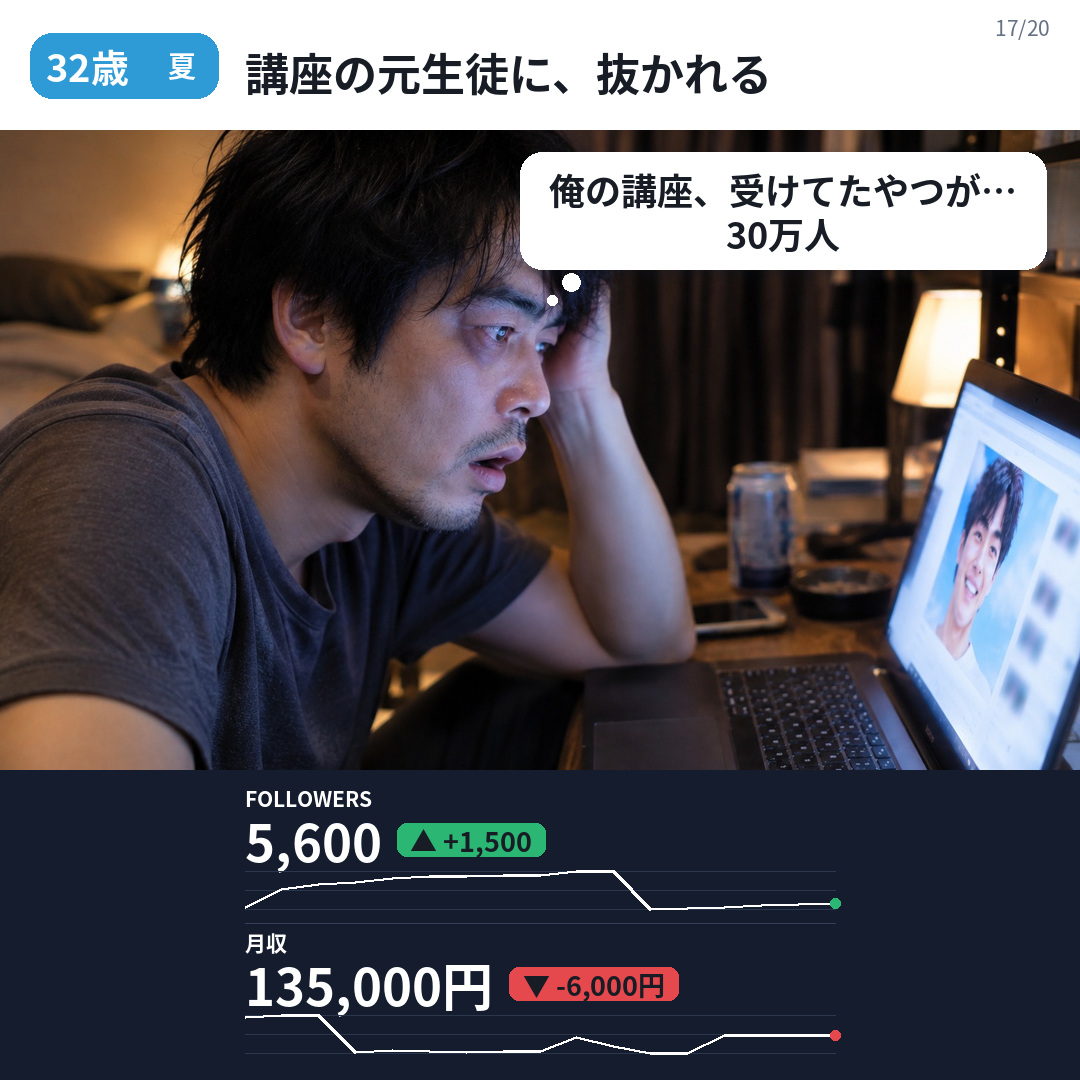 17/20
32歳 夏
講座の元生徒に、抜かれる
俺の講座、受けてたやつが…
30万人
FOLLOWERS
5,600 ▲ +1,500
月収
135,000円 ▼ -6,000円